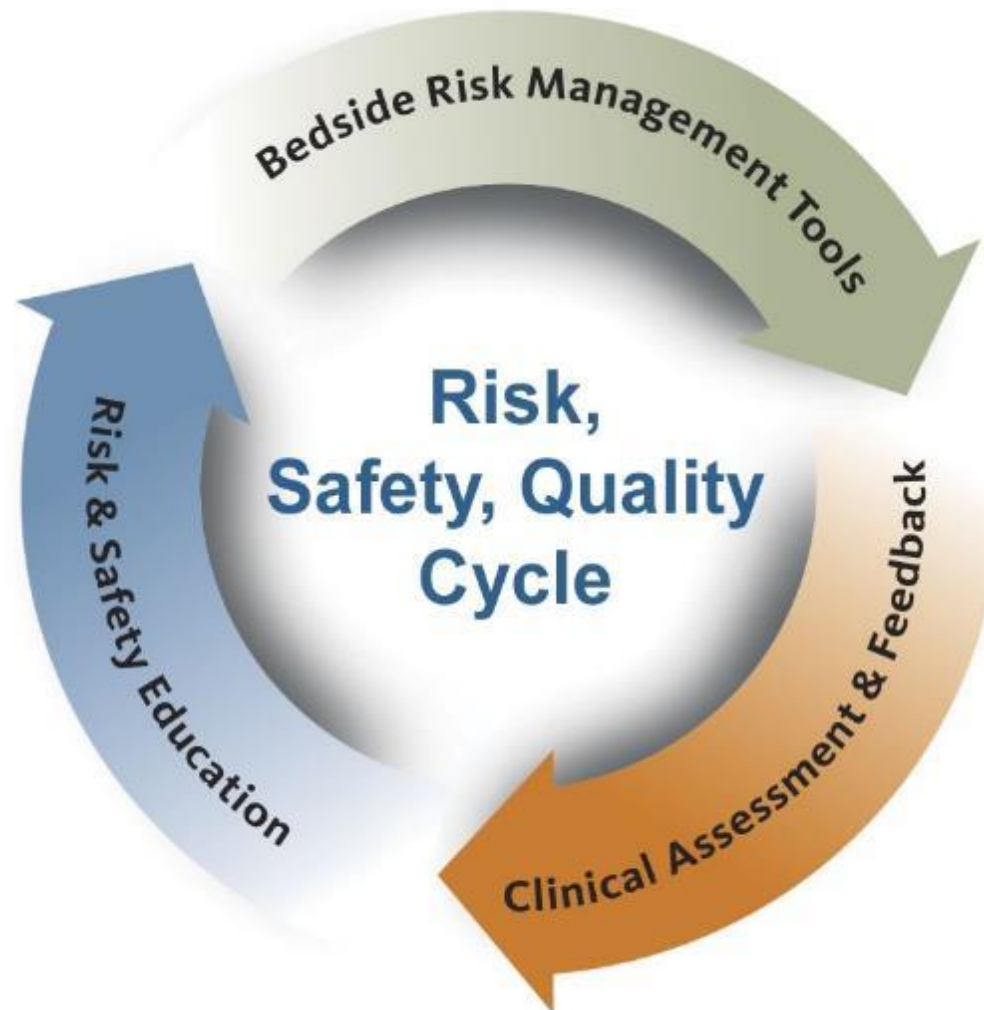 Bedside Risk Management Tools
Risk,
Safety, Quality
Cycle
Clinical Assessment & Feedback
Risk & Safety Education